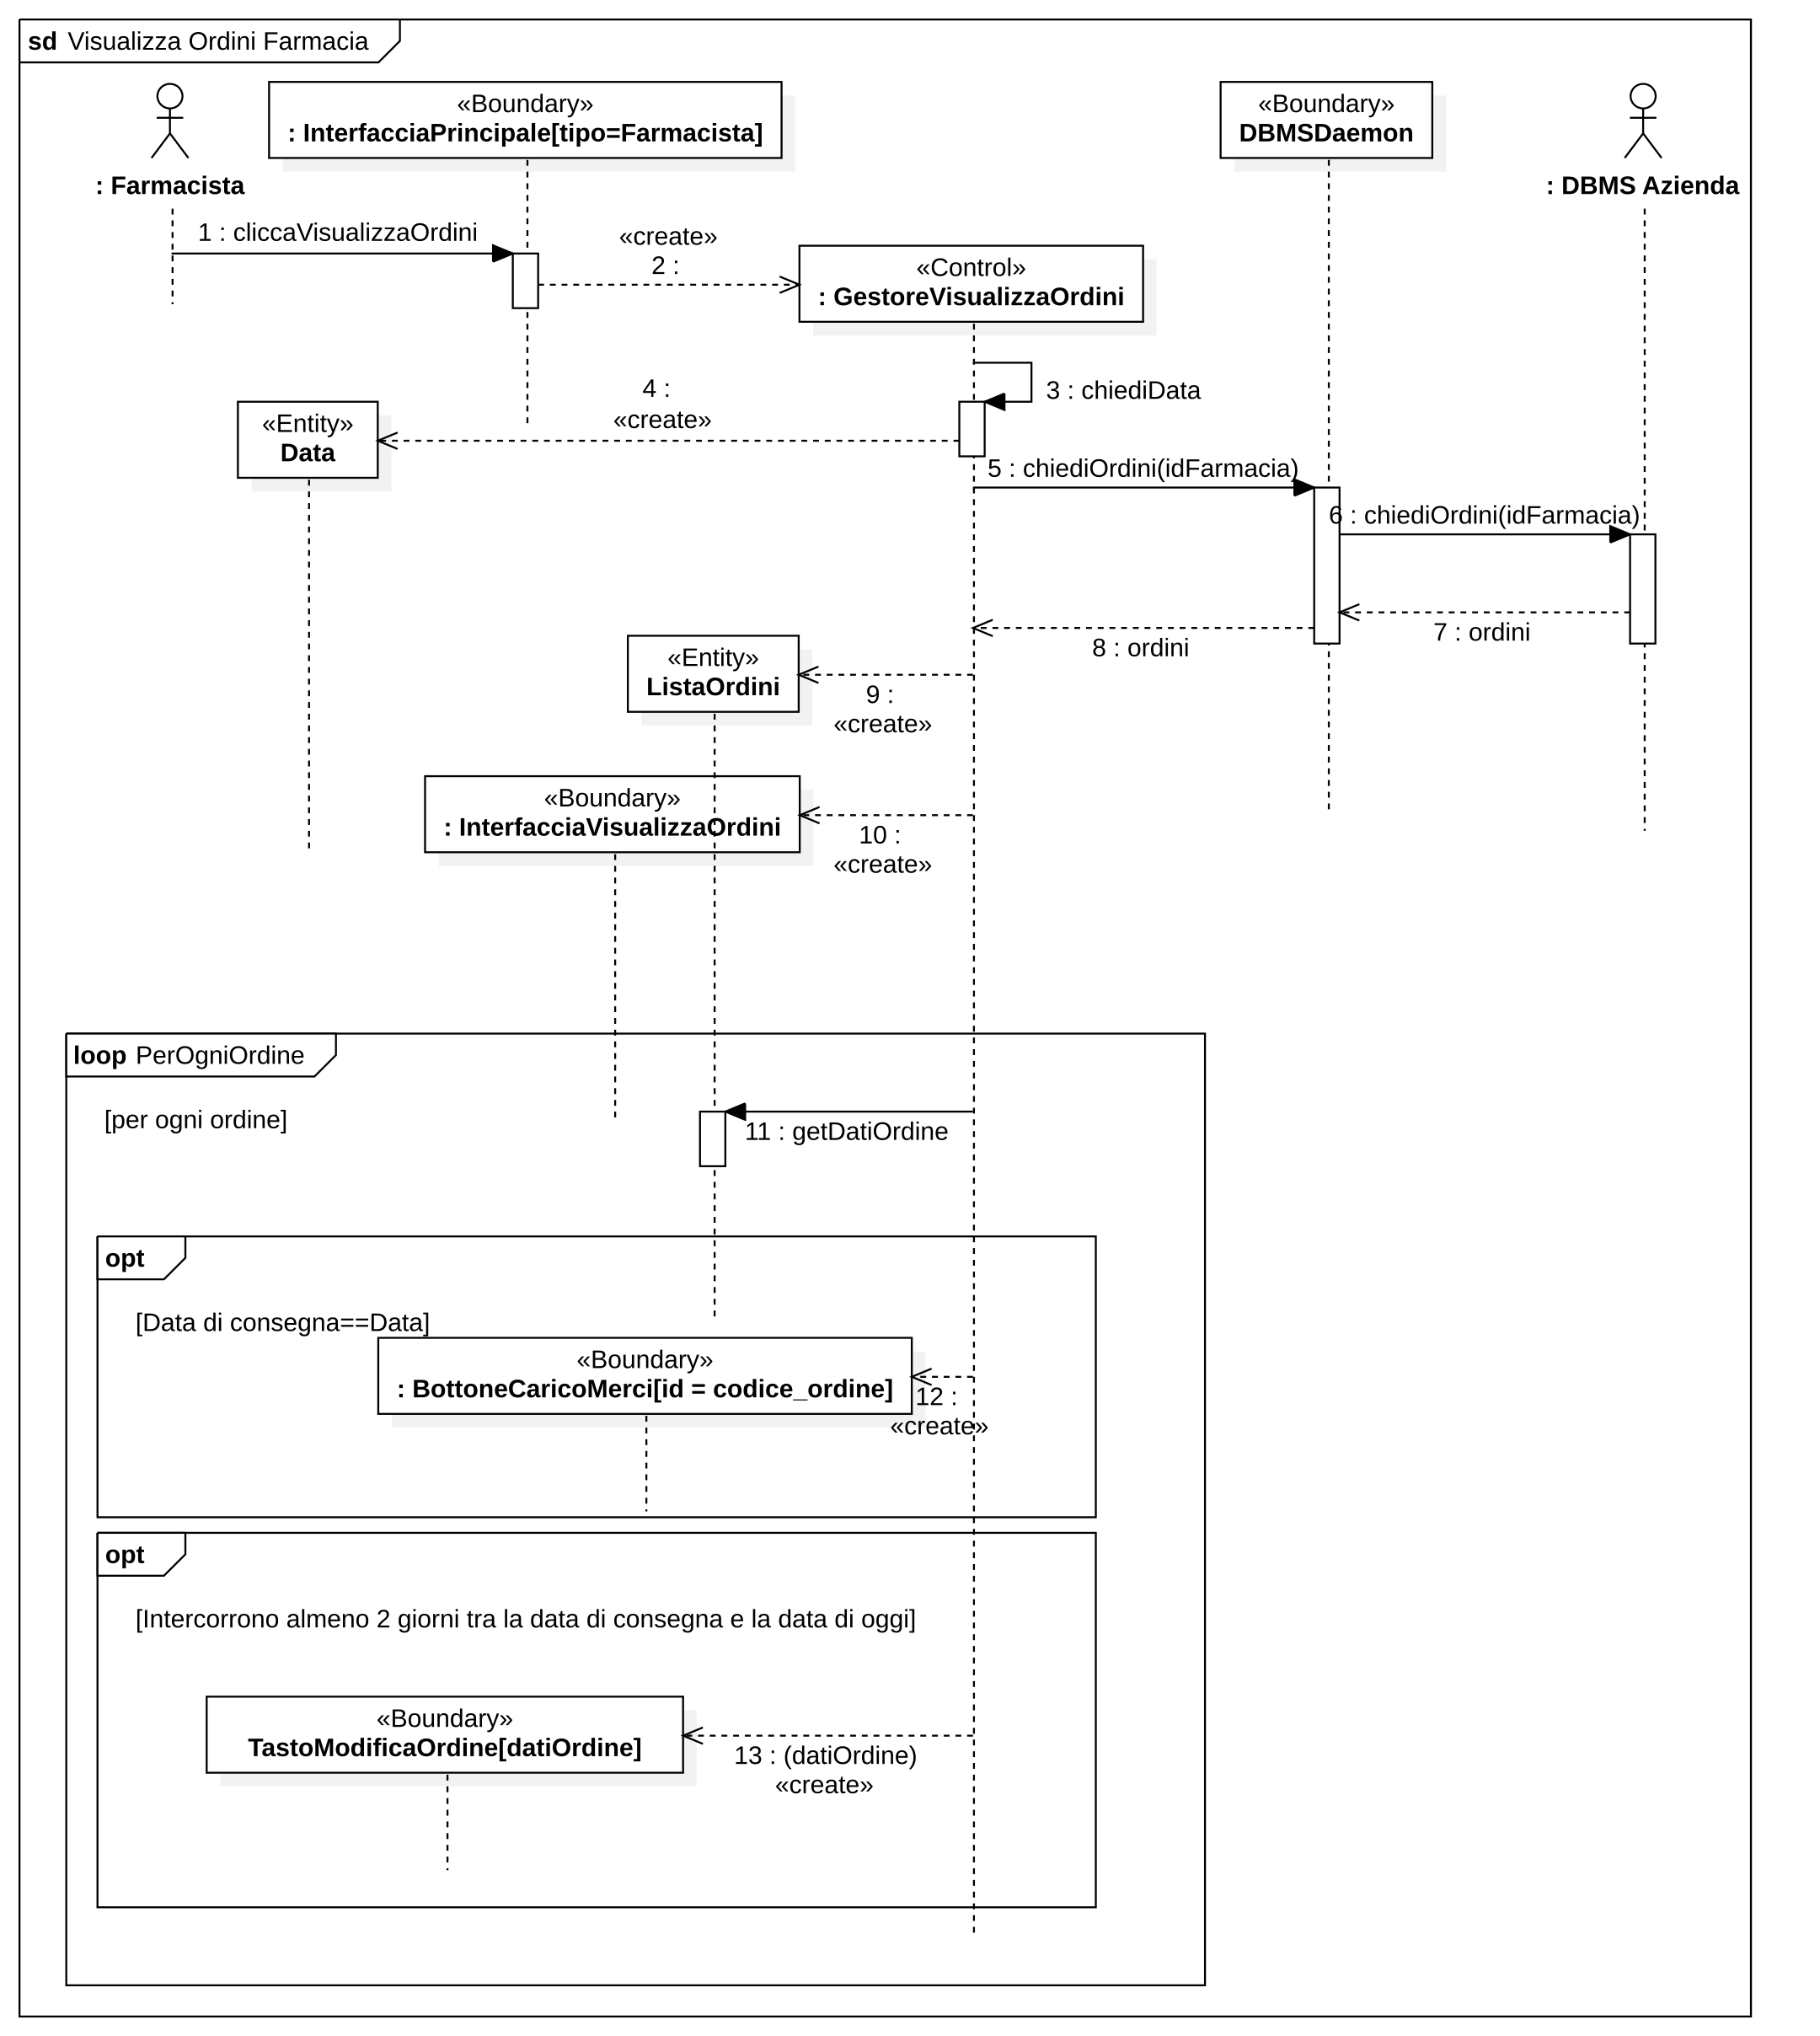 sd Visualizza Ordini Farmacia
«Boundary»
: InterfacciaPrincipale[tipo=Farmacista]
«Boundary»
DBMSDaemon
: Farmacista
: DBMS Azienda
1 : cliccaVisualizzaOrdini
«create»
2 :
«Control»
: GestoreVisualizzaOrdini
3 : chiediData
4 :
«create»
«Entity»
Data
5 : chiediOrdini(idFarmacia)
6 : chiediOrdini(idFarmacia)
7 : ordini
8 : ordini
«Entity»
ListaOrdini
9 :
«create»
«Boundary»
: InterfacciaVisualizzaOrdini
10 :
«create»
loop PerOgniOrdine
[per ogni ordine]
11 : getDatiOrdine
opt
[Data di consegna==Data]
«Boundary»
: BottoneCaricoMerci[id = codice_ordine]
12 :
«create»
opt
[Intercorrono almeno 2 giorni tra la data di consegna e la data di oggi]
«Boundary»
TastoModificaOrdine[datiOrdine]
13 : (datiOrdine)
«create»